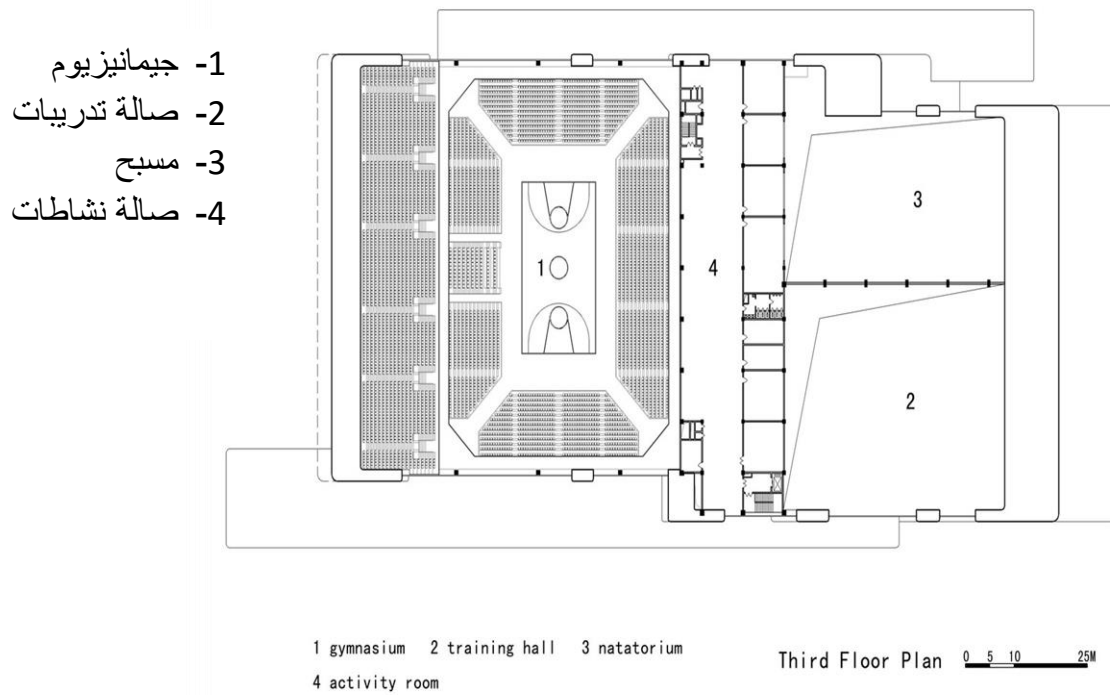 1- جيمانيزيوم
2- صالة تدريبات
3- مسبح
4- صالة نشاطات
3
1
4
2
1 gymnasium 2 training hall 3 natatorium
4 activity room
Third Floor Plan 0 5 10 25M